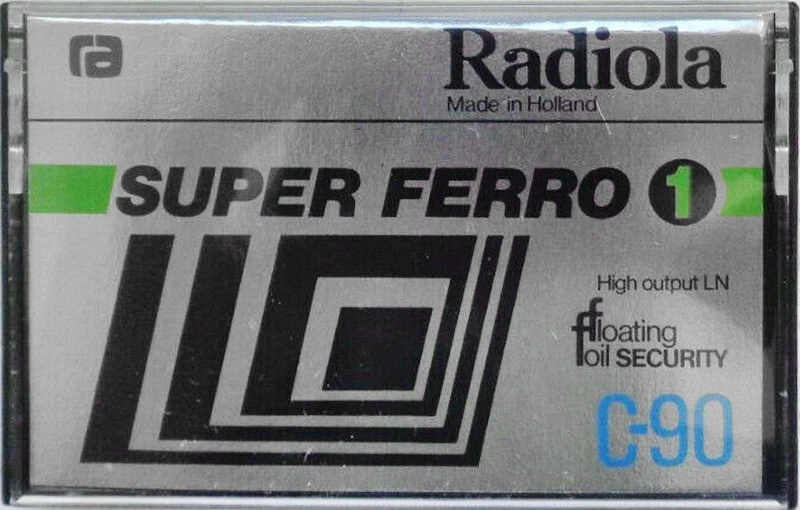 ra
Radiola
Made in Holland
SUPER FERRO 1
High output LN
floating
foil SECURITY
C-90